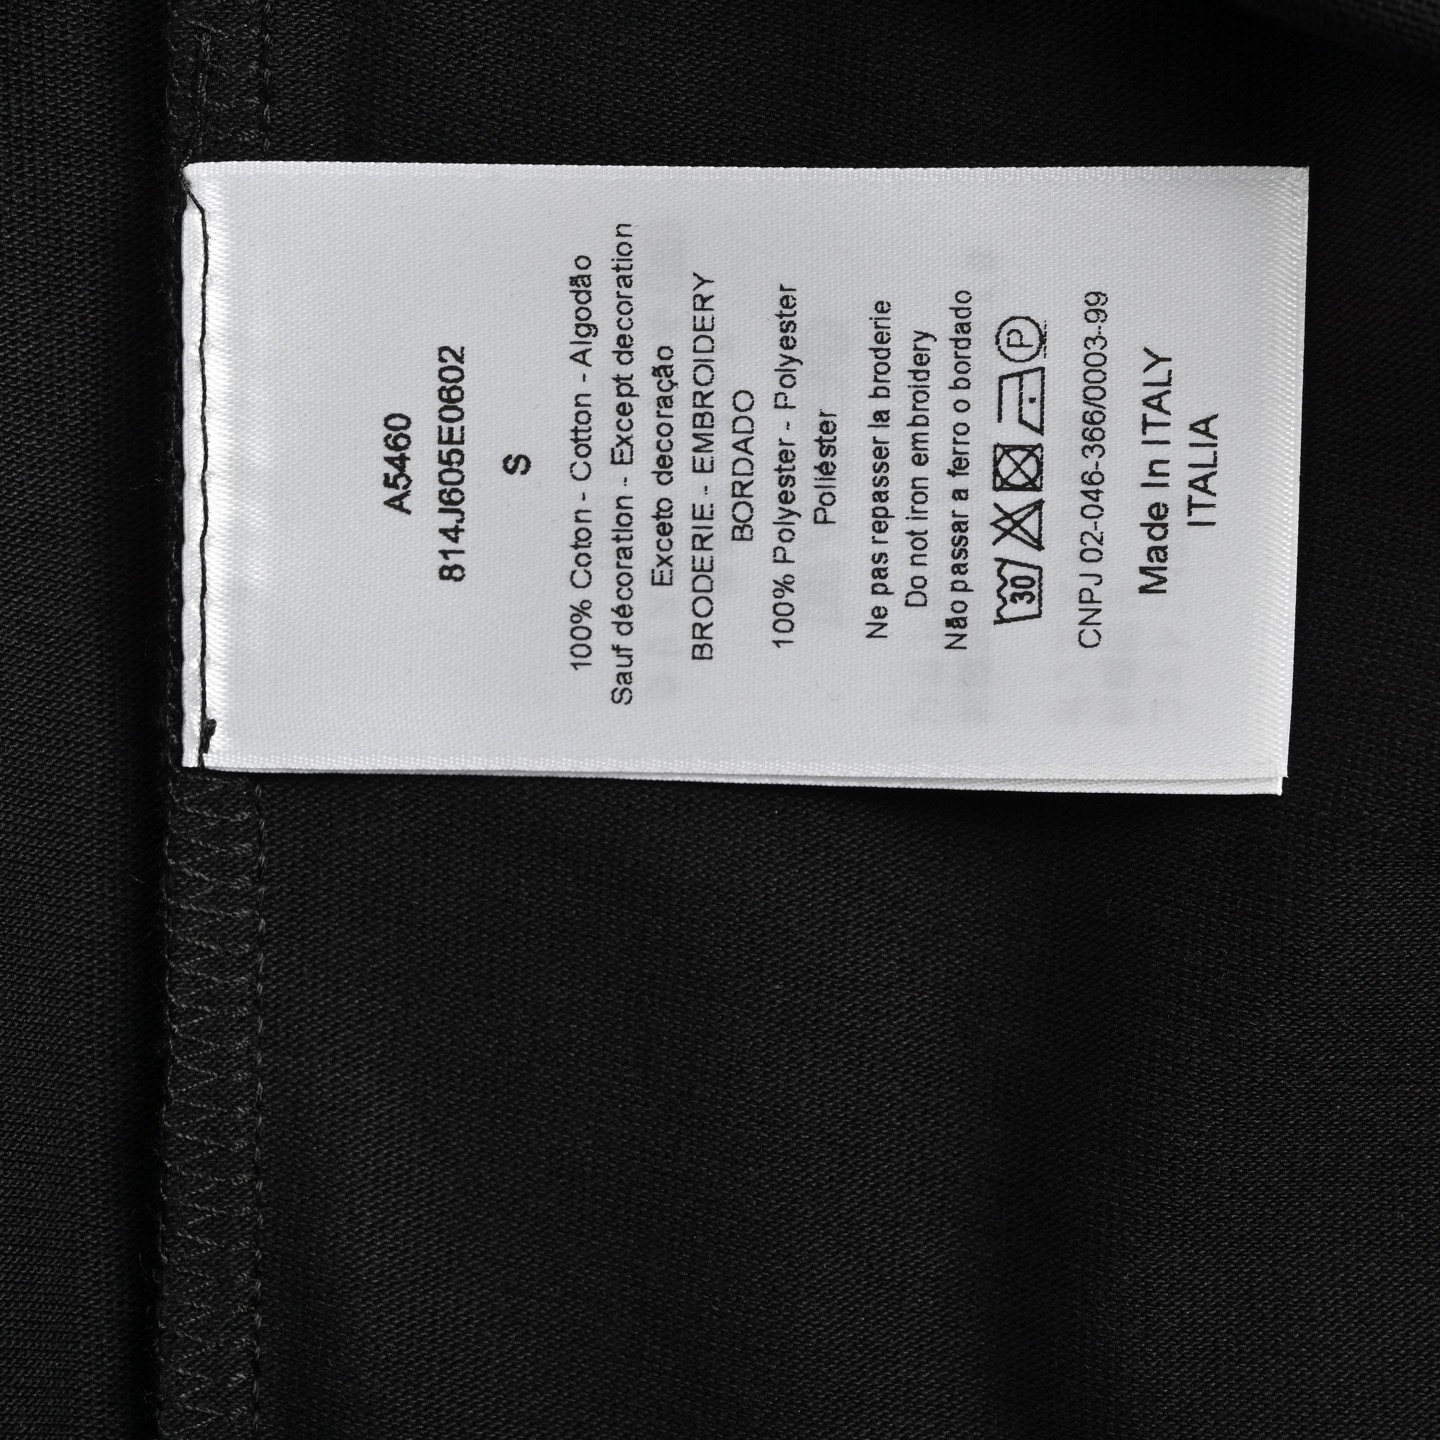 A5460
814J605E0602
S
100% Coton - Cotton - Algodão
Sauf décoration - Except decoration
Exceto decoração
BRODERIE - EMBROIDERY
BORDADO
100% Polyester - Polyester
Poliéster
Ne pas repasser la broderie
Do not iron embroidery
Não passar a ferro o bordado
30 P
CNPJ 02-046-366/0003-99
Made In ITALY
ITALIA